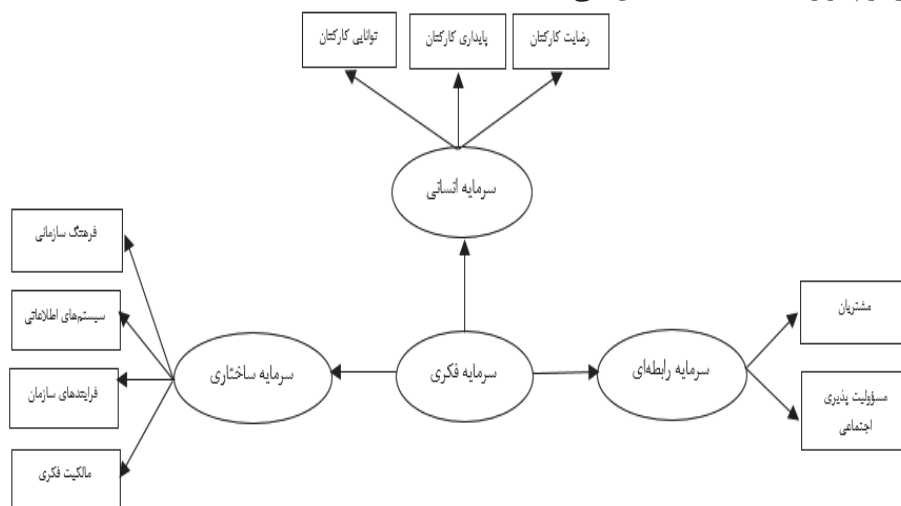 رضایت کارکنان
پایداری کارکنان
توانایی کارکنان
سرمایه انسانی
مشتریان
مسؤولیت پذیری
اجتماعی
سرمایه رابطه‌ای
سرمایه فکری
سرمایه ساختاری
فرهنگ سازمانی
سیستم‌های اطلاعاتی
فرایندهای سازمان
مالکیت فکری